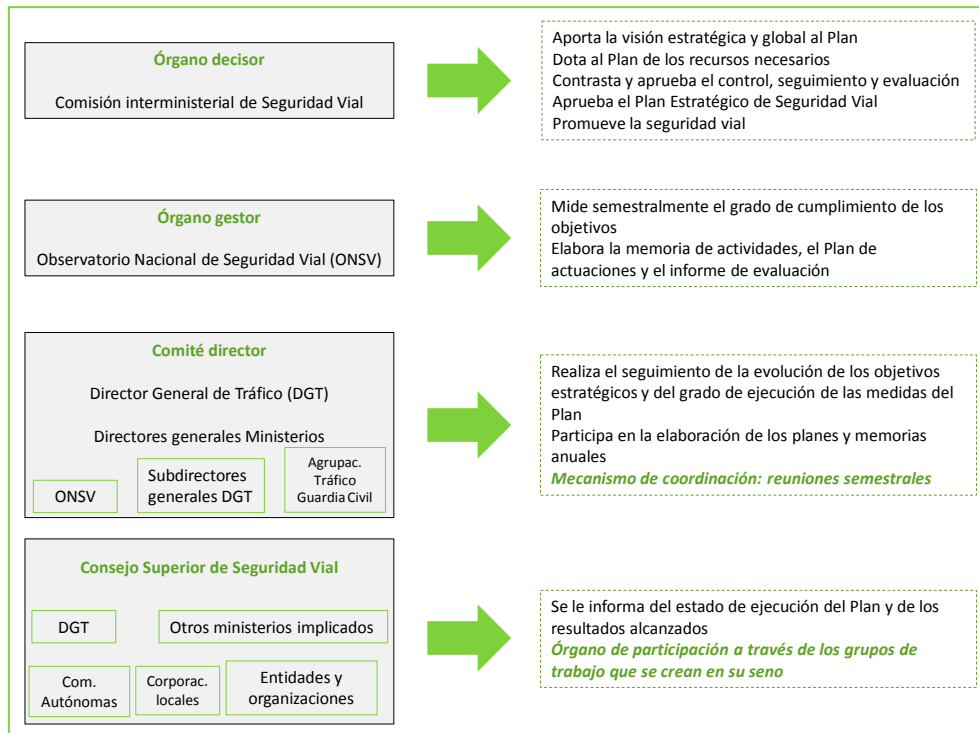 Órgano decisor
Comisión interministerial de Seguridad Vial
Aporta la visión estratégica y global al Plan
Dota al Plan de los recursos necesarios
Contrasta y aprueba el control, seguimiento y evaluación
Aprueba el Plan Estratégico de Seguridad Vial
Promueve la seguridad vial
Órgano gestor
Observatorio Nacional de Seguridad Vial (ONSV)
Mide semestralmente el grado de cumplimiento de los
objetivos
Elabora la memoria de actividades, el Plan de
actuaciones y el informe de evaluación
Comité director
Director General de Tráfico (DGT)
Directores generales Ministerios
ONSV
Subdirectores
generales DGT
Agrupac.
Tráfico
Guardia Civil
Realiza el seguimiento de la evolución de los objetivos
estratégicos y del grado de ejecución de las medidas del
Plan
Participa en la elaboración de los planes y memorias
anuales
Mecanismo de coordinación: reuniones semestrales
Consejo Superior de Seguridad Vial
DGT
Otros ministerios implicados
Com.
Autónomas
Corporac.
locales
Entidades y
organizaciones
Se le informa del estado de ejecución del Plan y de los
resultados alcanzados
Órgano de participación a través de los grupos de
trabajo que se crean en su seno